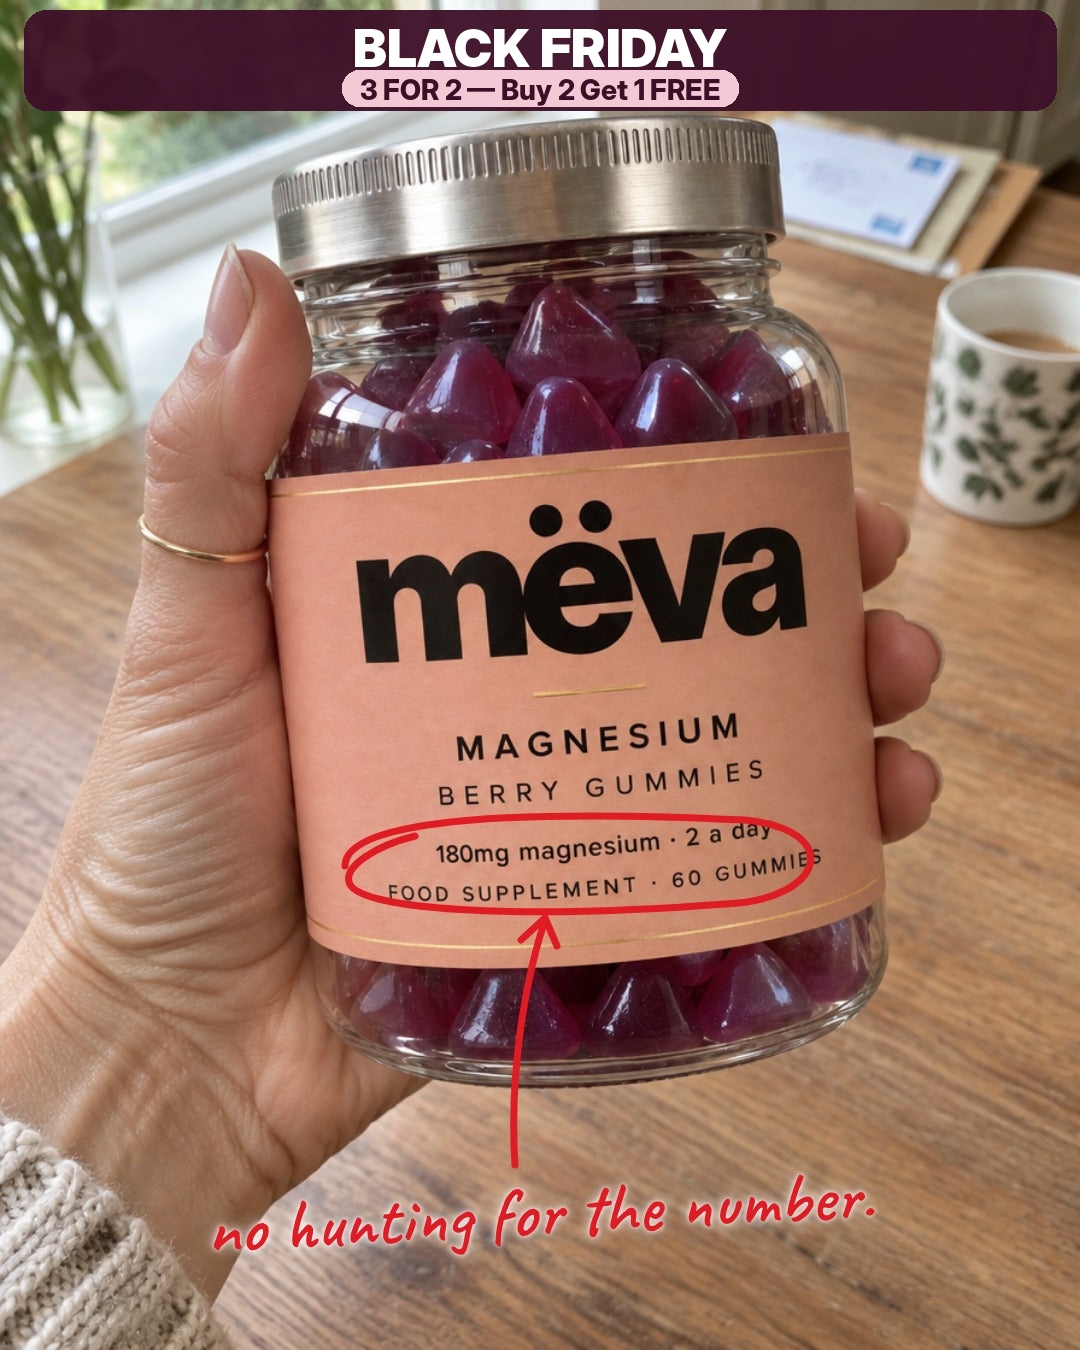 BLACK FRIDAY
3 FOR 2 — Buy 2 Get 1 FREE
mëva
MAGNESIUM
BERRY GUMMIES
180mg magnesium · 2 a day
FOOD SUPPLEMENT · 60 GUMMIES
no hunting for the number.